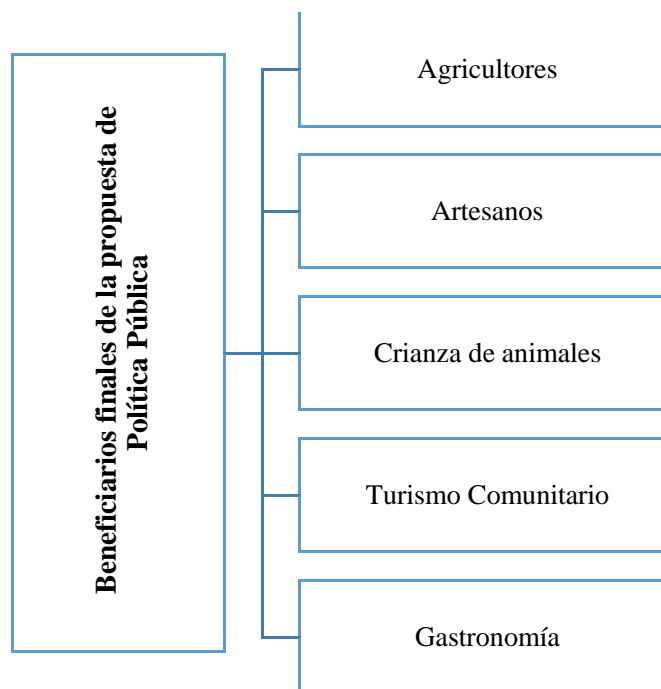 Beneficiarios finales de la propuesta de
Política Pública
Agricultores
Artesanos
Crianza de animales
Turismo Comunitario
Gastronomía